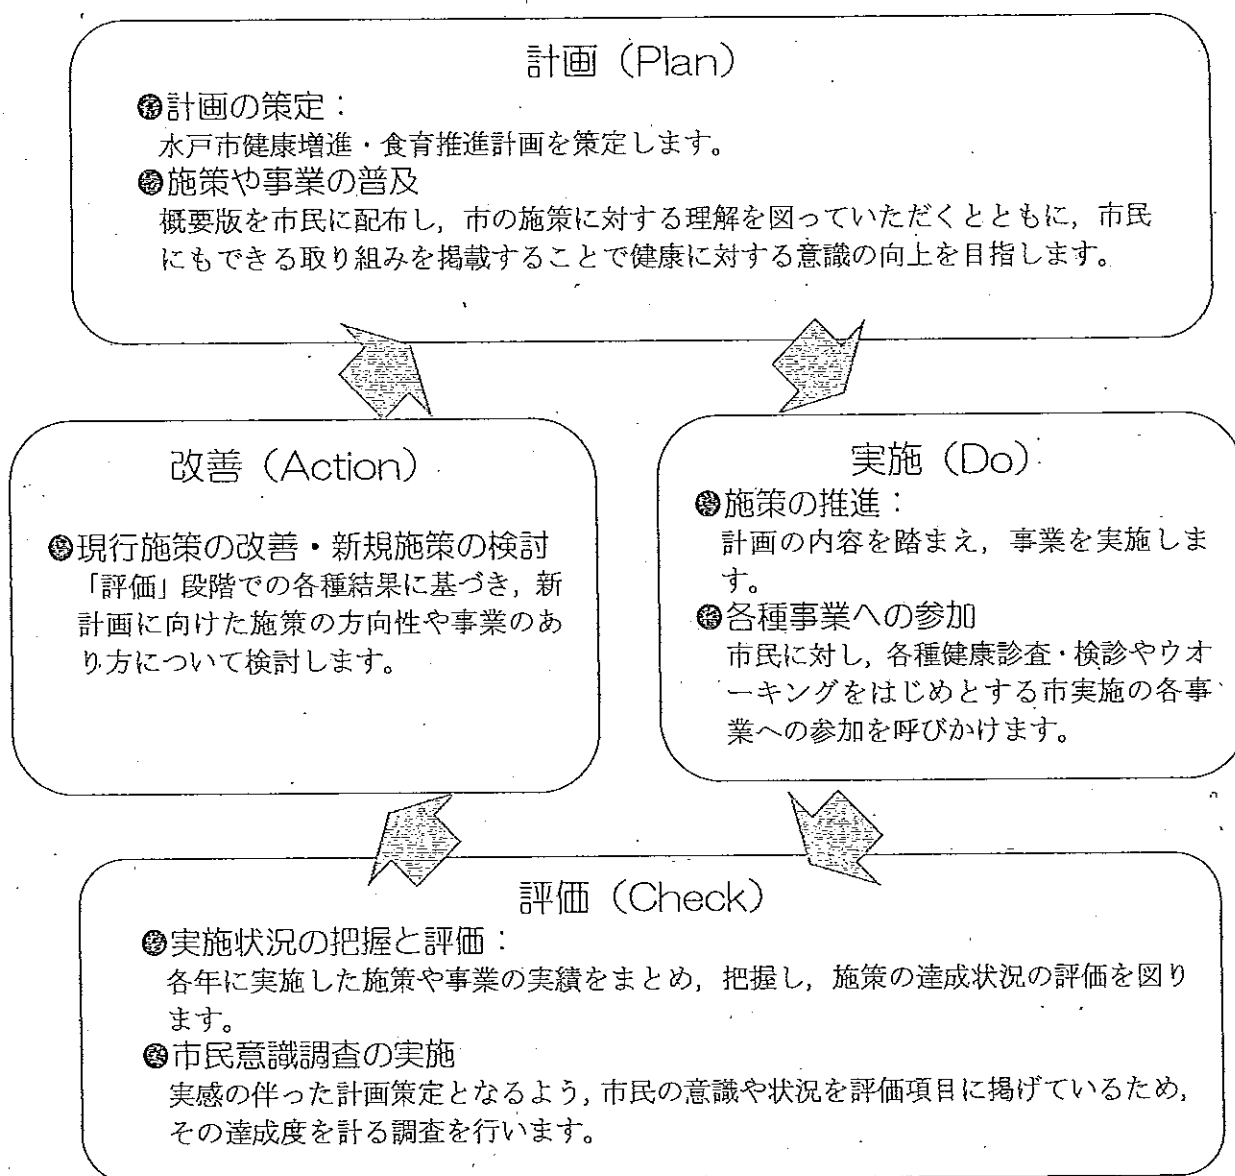 計画（Plan）
計画の策定：
水戸市健康増進・食育推進計画を策定します。
施策や事業の普及
概要版を市民に配布し，市の施策に対する理解を図っていただくとともに，市民
にもできる取り組みを掲載することで健康に対する意識の向上を目指します。
改善（Action）
現行施策の改善・新規施策の検討
「評価」段階での各種結果に基づき，新
計画に向けた施策の方向性や事業のあ
り方について検討します。
実施（Do）
施策の推進：
計画の内容を踏まえ，事業を実施しま
す。
各種事業への参加
市民に対し，各種健康診査・検診やウオ
ーキングをはじめとする市実施の各事
業への参加を呼びかけます。
評価（Check）
実施状況の把握と評価：
各年に実施した施策や事業の実績をまとめ，把握し，施策の達成状況の評価を図り
ます。
市民意識調査の実施
実感の伴った計画策定となるよう，市民の意識や状況を評価項目に掲げているため，
その達成度を計る調査を行います。